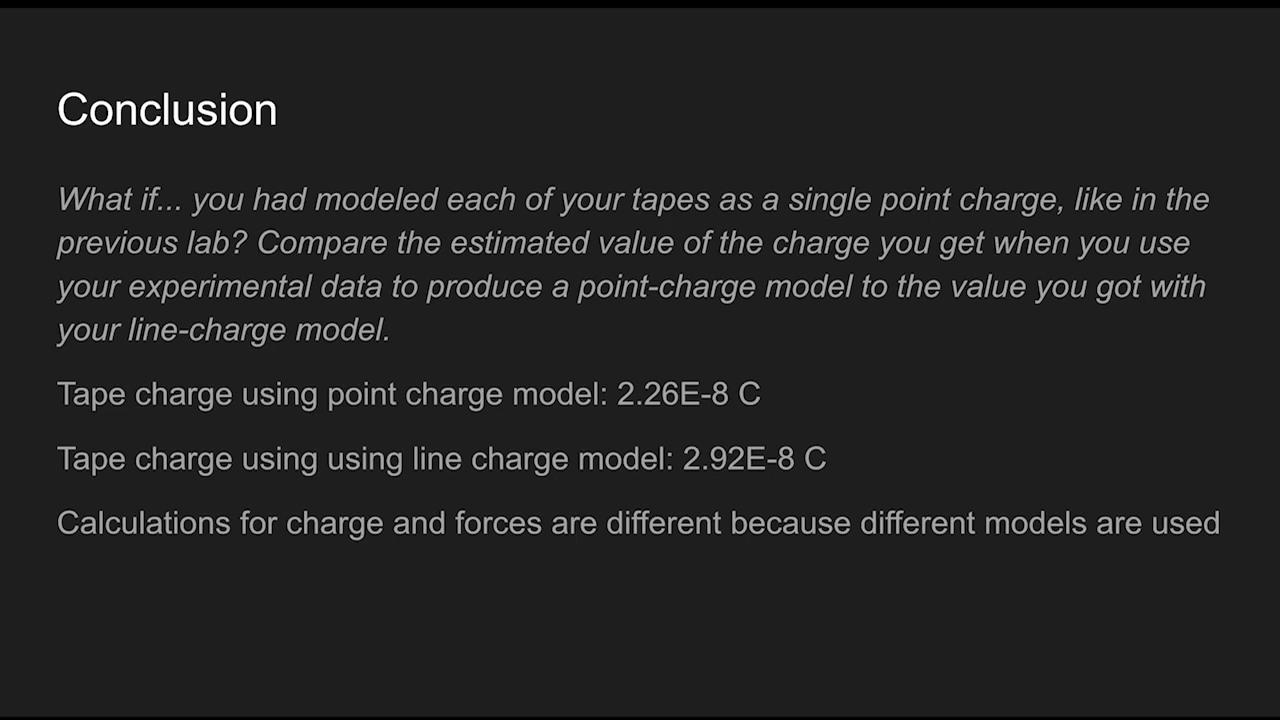 Conclusion
What if... you had modeled each of your tapes as a single point charge, like in the
previous lab? Compare the estimated value of the charge you get when you use
your experimental data to produce a point-charge model to the value you got with
your line-charge model.
Tape charge using point charge model: 2.26E-8 C
Tape charge using using line charge model: 2.92E-8 C
Calculations for charge and forces are different because different models are used